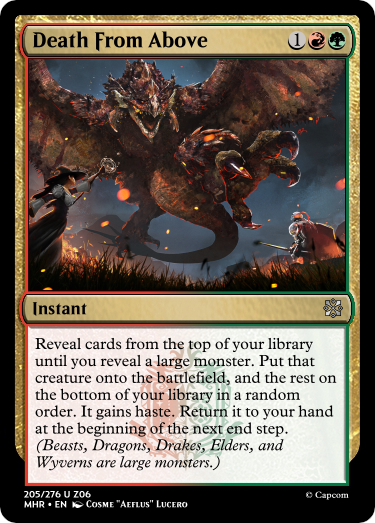 Death From Above 1
Instant
Reveal cards from the top of your library
until you reveal a large monster. Put that
creature onto the battlefield, and the rest on
the bottom of your library in a random
order. It gains haste. Return it to your hand
at the beginning of the next end step.
(Beasts, Dragons, Drakes, Elders, and
Wyverns are large monsters.)
205/276 U Z06 © Capcom
MHR • EN Cosme "Aeflus" Lucero